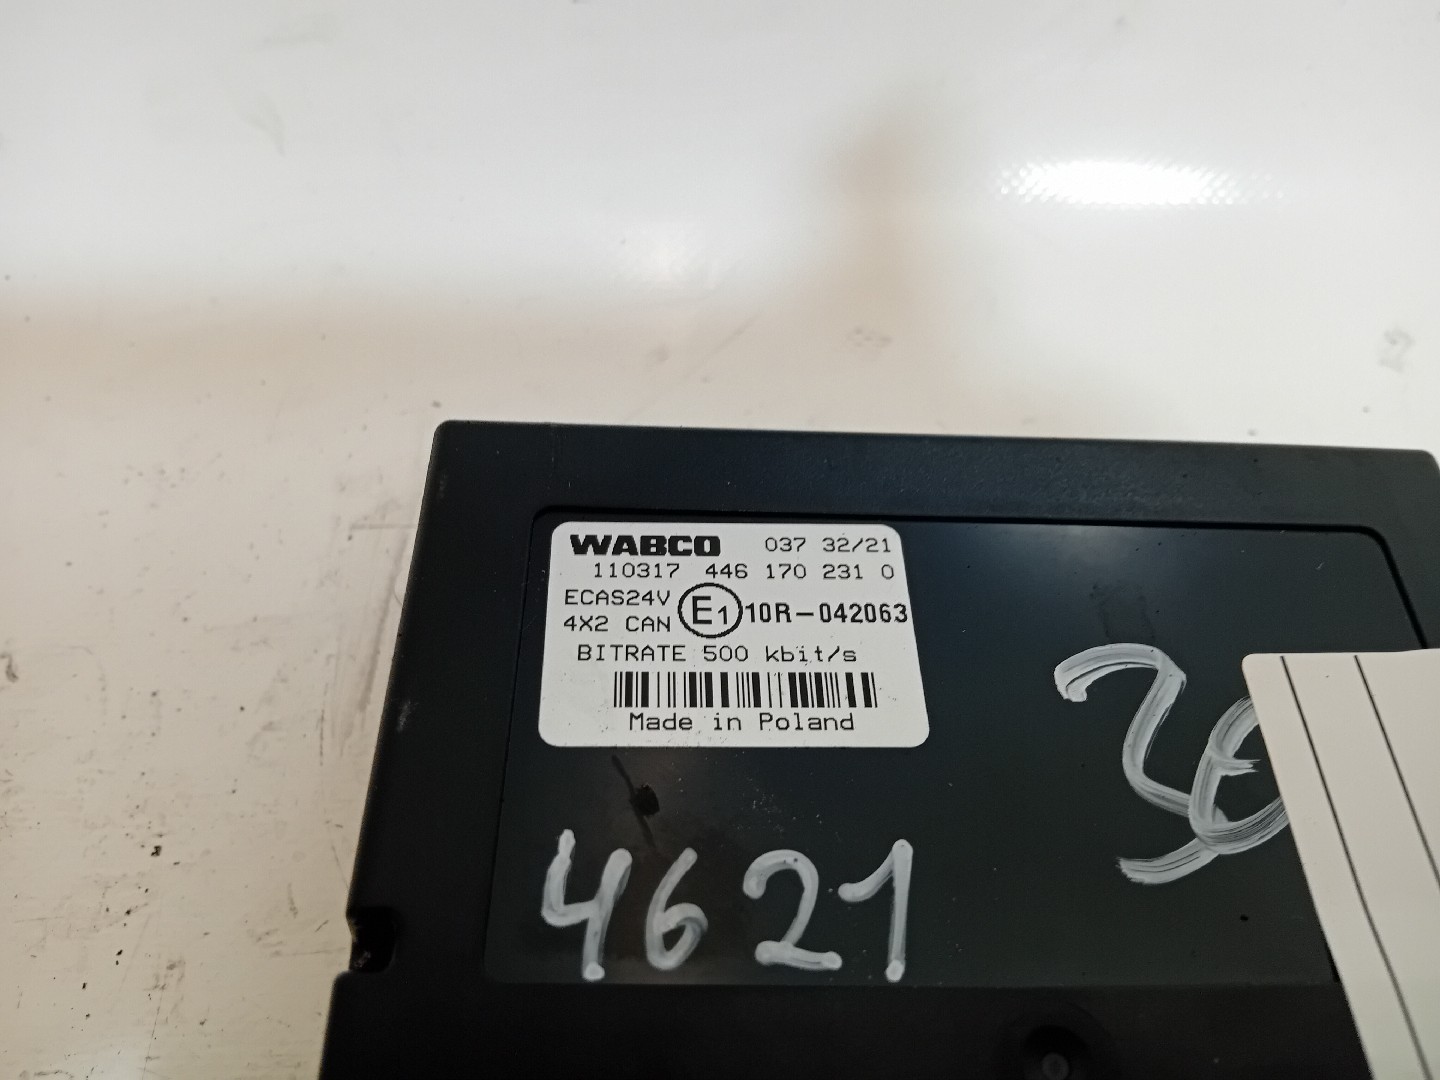 WABCO 037 32/21
110317 446 170 231 0
ECAS24V
4X2 CAN
E1 10R-042063
BITRATE 500 kbit/s
Made in Poland
4621